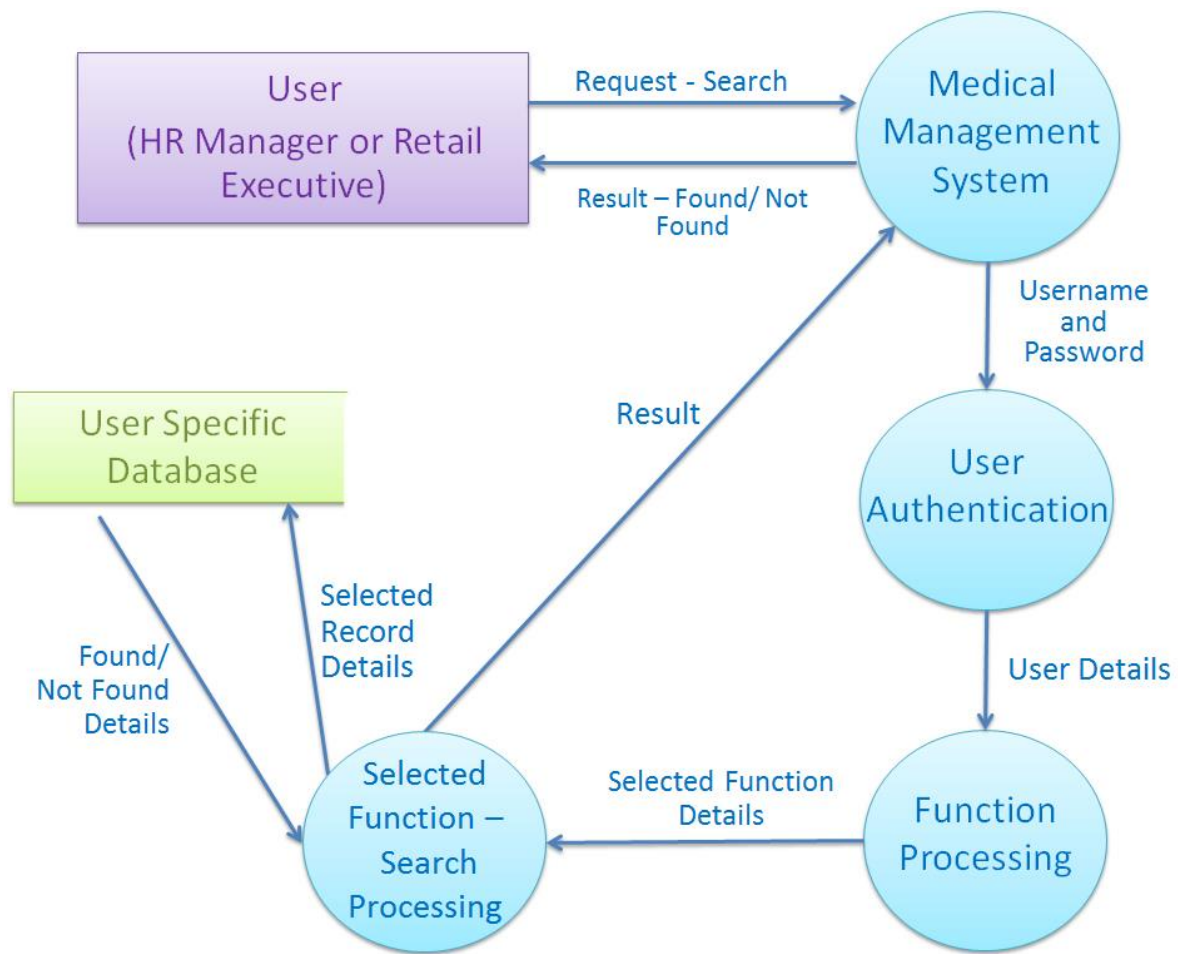 User
(HR Manager or Retail
Executive)
Request - Search
Result – Found/ Not
Found
Medical
Management
System
Username
and
Password
User Specific
Database
Result
User
Authentication
Selected
Record
Details
Found/
Not Found
Details
User Details
Selected
Function –
Search
Processing
Selected Function
Details
Function
Processing